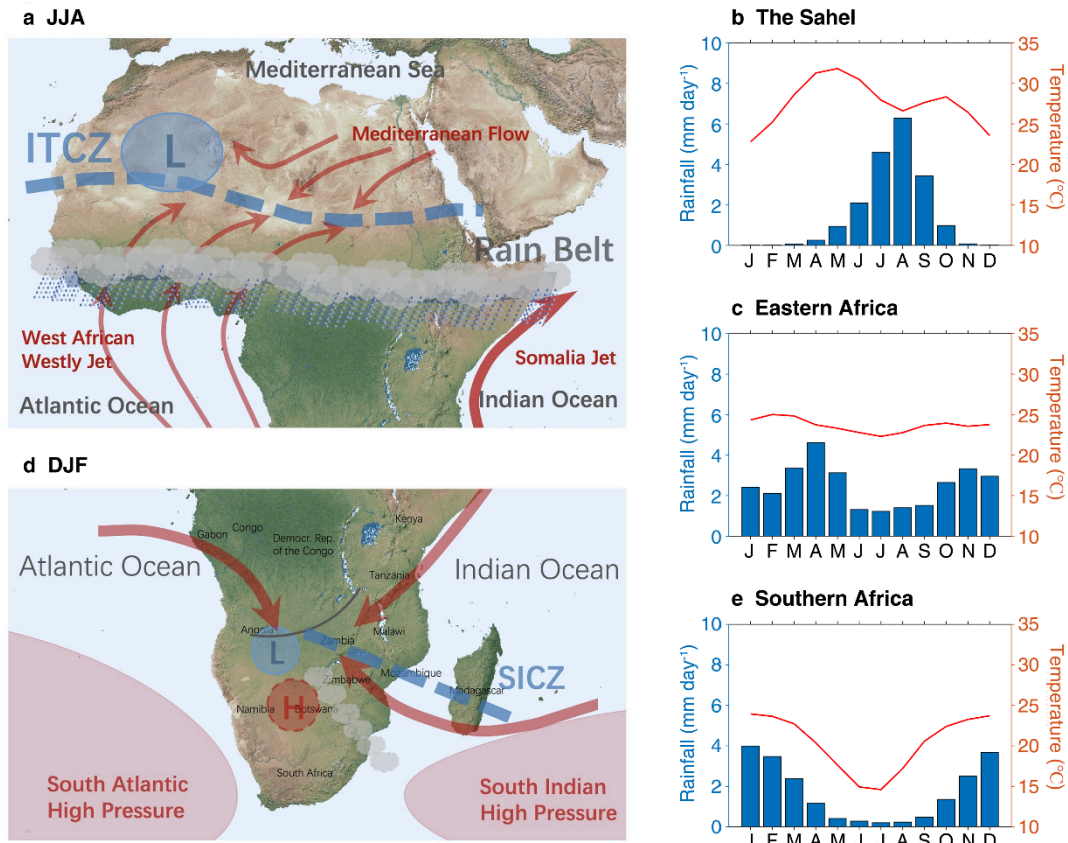 a JJA
Mediterranean Sea
ITCZ
L
Mediterranean Flow
Rain Belt
West African
Westly Jet
Somalia Jet
Atlantic Ocean
Indian Ocean
b The Sahel
Rainfall (mm day⁻¹)
Temperature (℃)
10
8
6
4
2
0
35
30
25
20
15
10
J F M A M J J A S O N D
c Eastern Africa
Rainfall (mm day⁻¹)
Temperature (℃)
10
8
6
4
2
0
35
30
25
20
15
10
J F M A M J J A S O N D
d DJF
Kenya
Congo
Gabon
Democr. Rep.
of the Congo
Atlantic Ocean
Indian Ocean
Tanzania
Angola
Zambia
Malawi
L
Zimbabwe
Mozambique
Madagascar
SICZ
H
Namibia
Botswana
South Africa
South Atlantic
High Pressure
South Indian
High Pressure
e Southern Africa
Rainfall (mm day⁻¹)
Temperature (℃)
10
8
6
4
2
0
35
30
25
20
15
10
J F M A M J J A S O N D